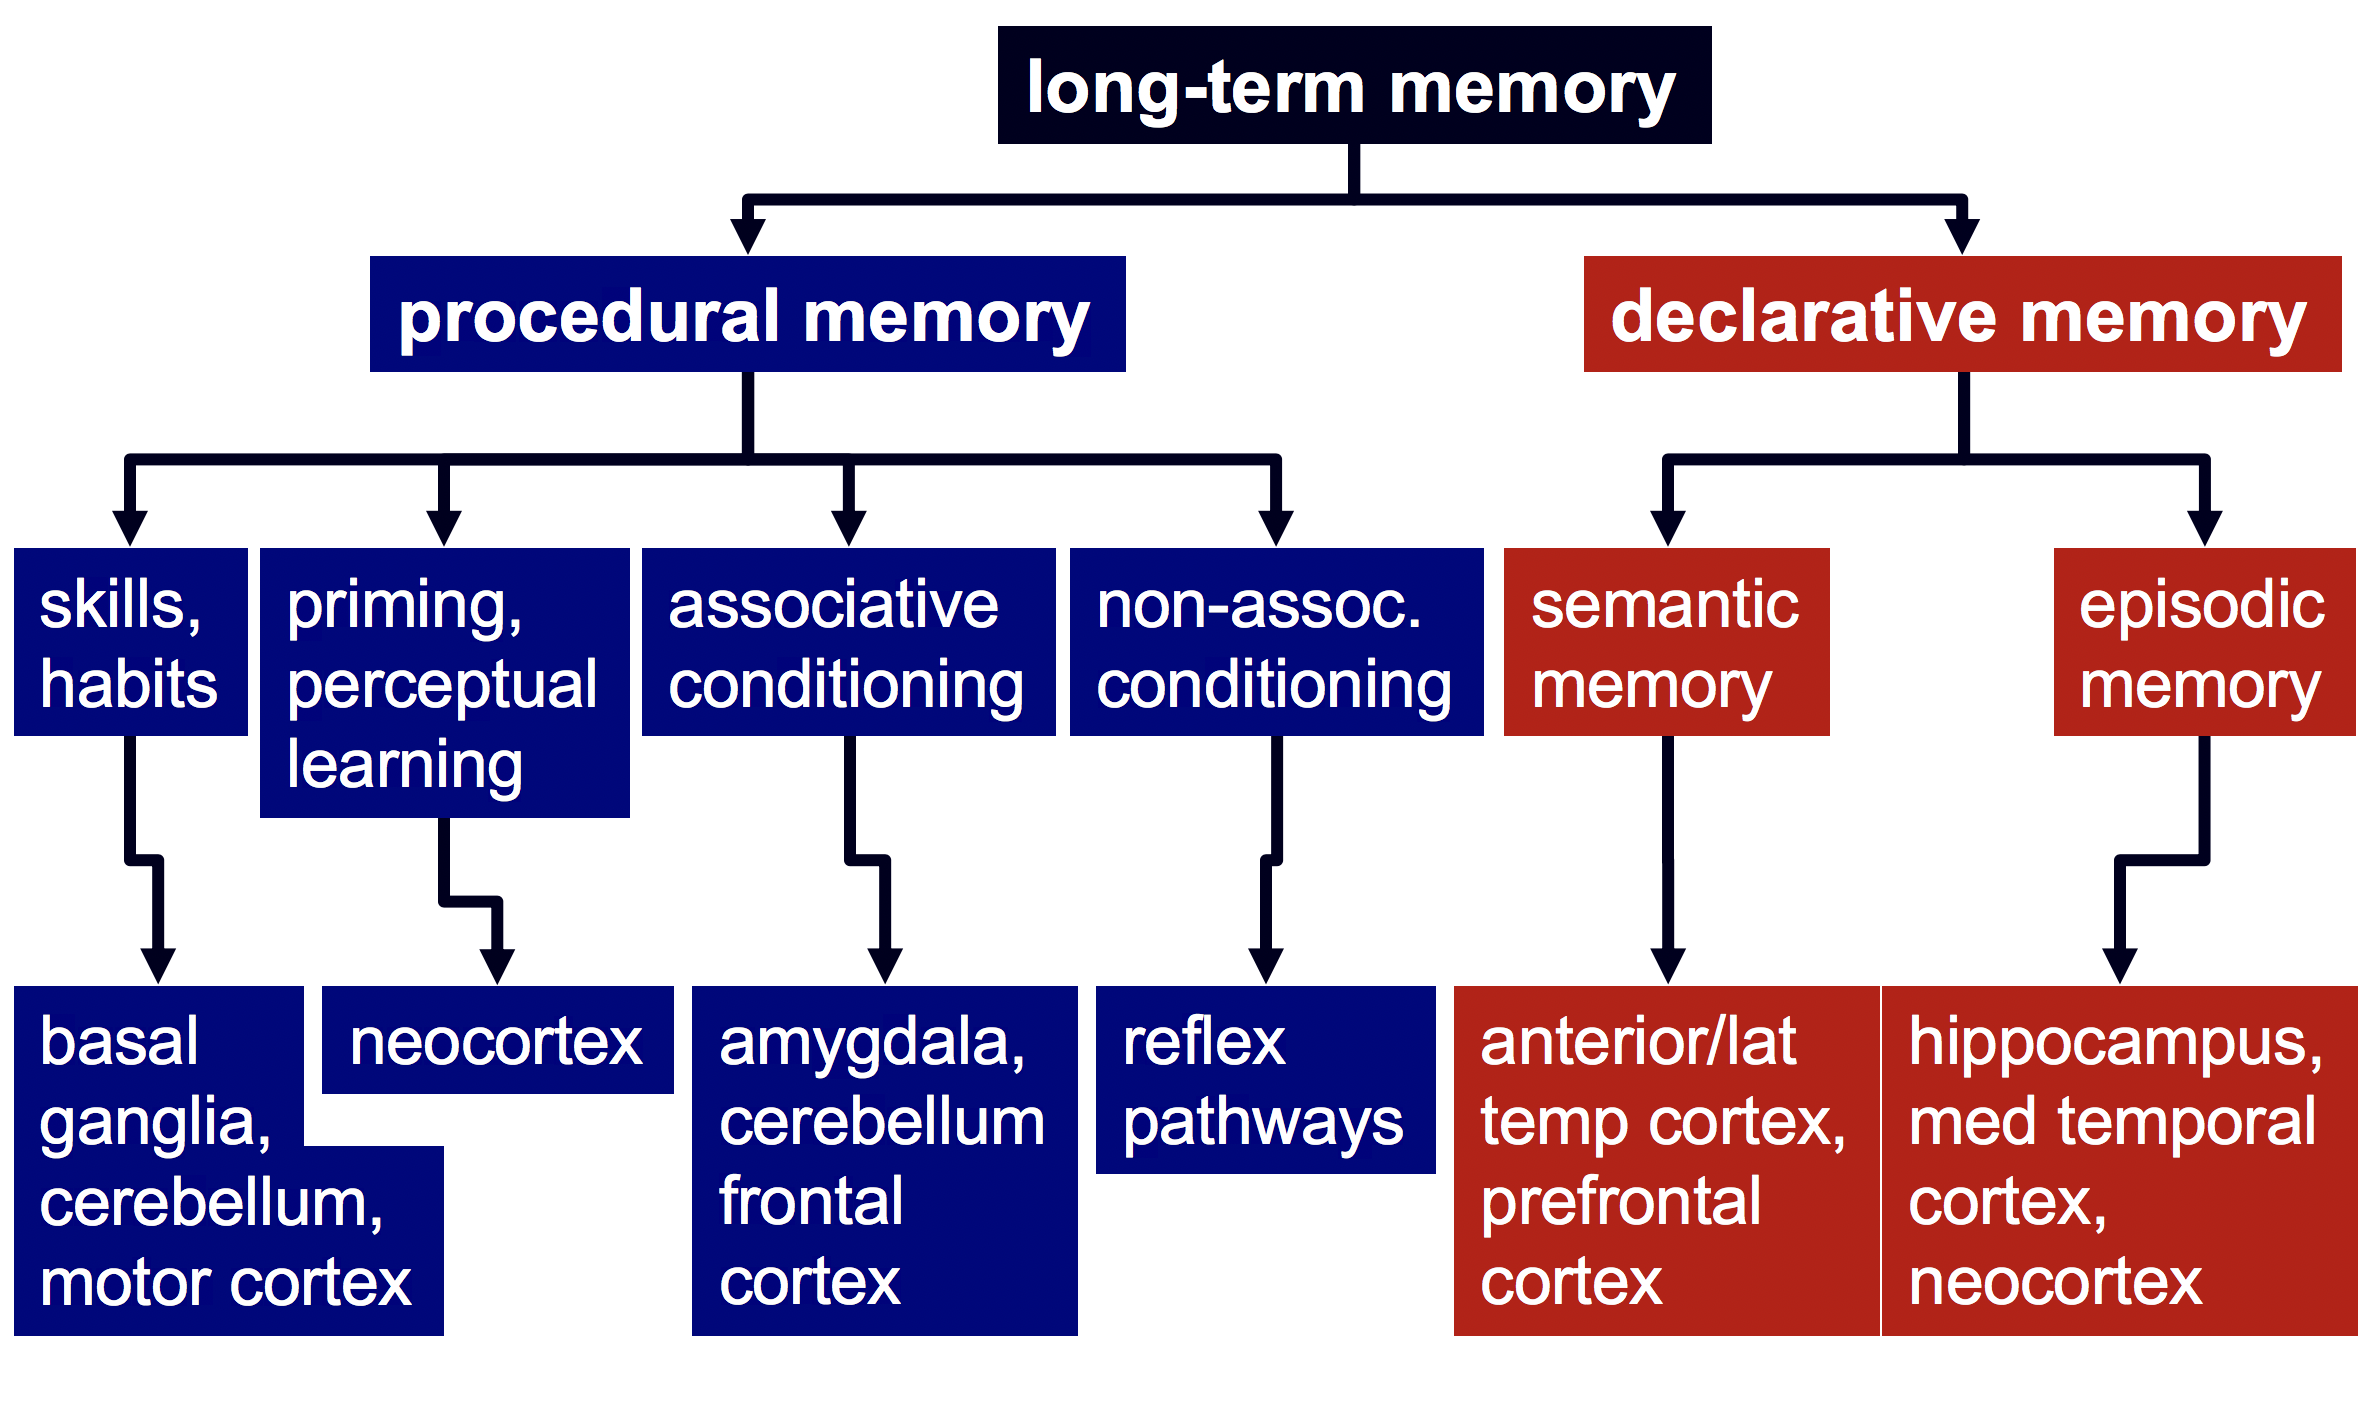 long-term memory
procedural memory
declarative memory
skills,
habits
priming,
perceptual
learning
associative
conditioning
non-assoc.
conditioning
semantic
memory
episodic
memory
basal
ganglia,
cerebellum,
motor cortex
neocortex
amygdala,
cerebellum
frontal
cortex
reflex
pathways
anterior/lat
temp cortex,
prefrontal
cortex
hippocampus,
med temporal
cortex,
neocortex